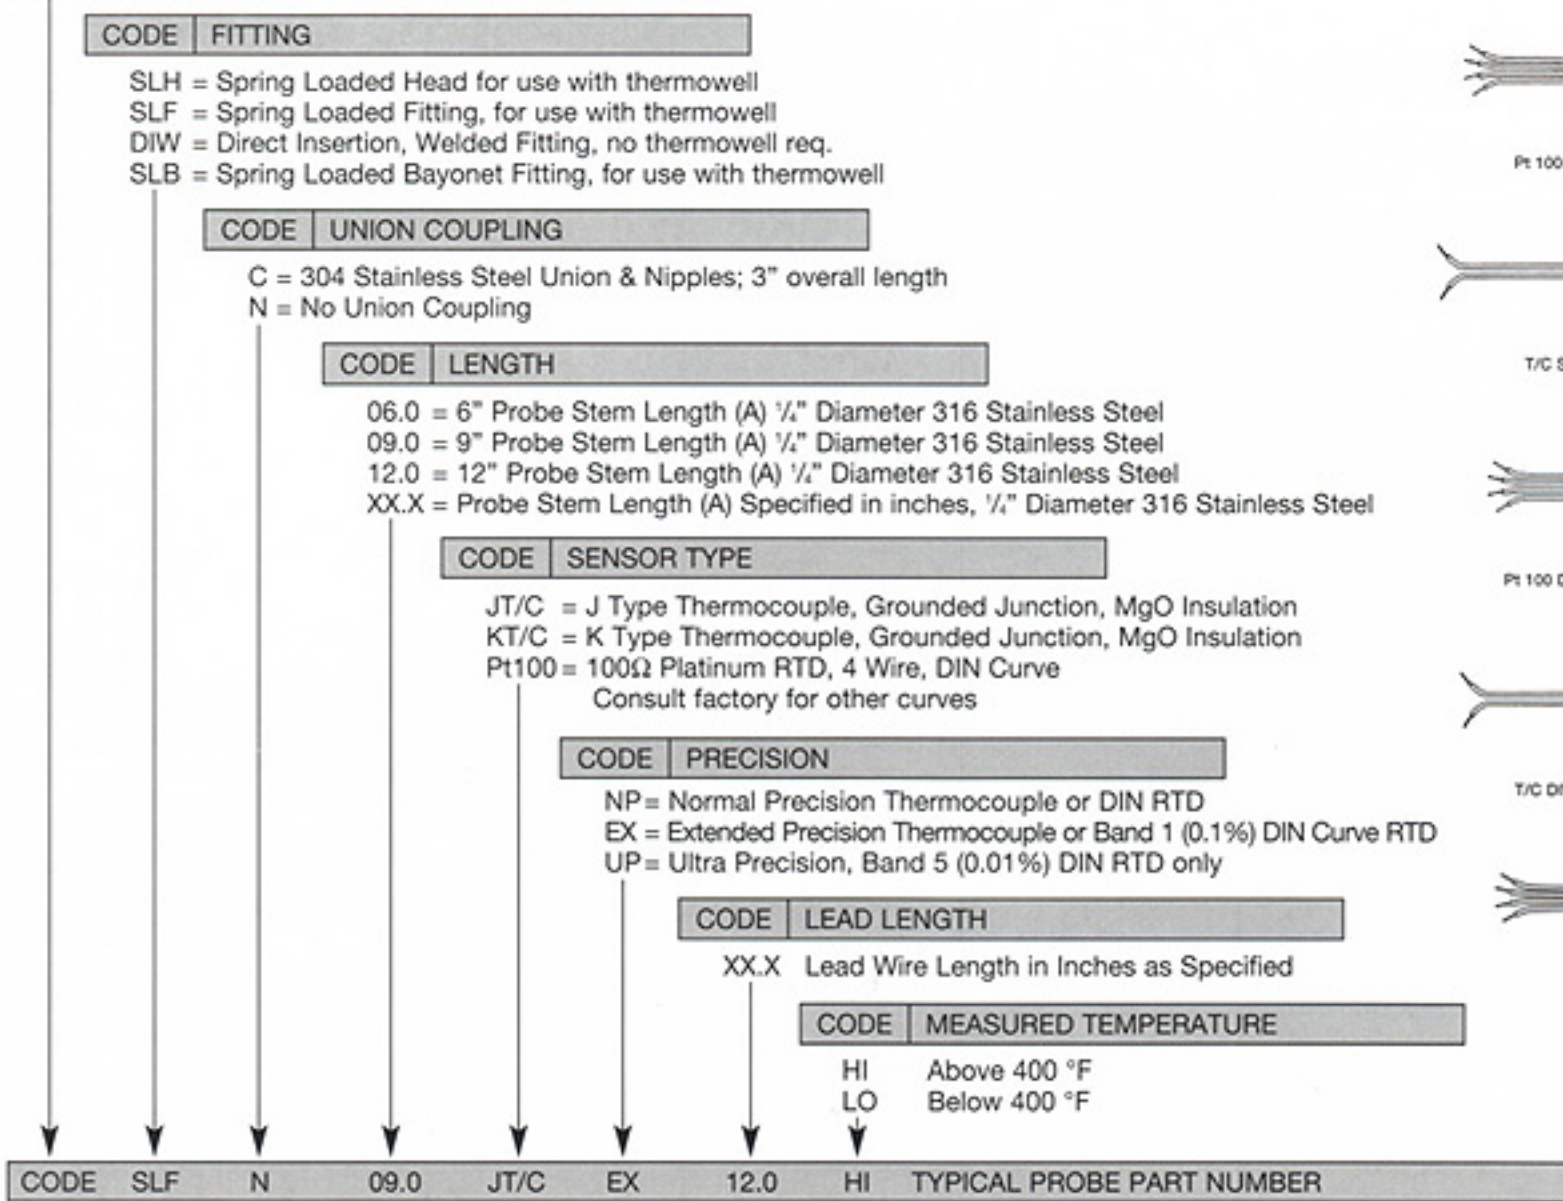 CODE FITTING
SLH = Spring Loaded Head for use with thermowell
SLF = Spring Loaded Fitting, for use with thermowell
DIW = Direct Insertion, Welded Fitting, no thermowell req.
SLB = Spring Loaded Bayonet Fitting, for use with thermowell
Pt 100
CODE UNION COUPLING
C = 304 Stainless Steel Union & Nipples; 3” overall length
N = No Union Coupling
CODE LENGTH
T/C S
06.0 = 6” Probe Stem Length (A) ¼” Diameter 316 Stainless Steel
09.0 = 9” Probe Stem Length (A) ¼” Diameter 316 Stainless Steel
12.0 = 12” Probe Stem Length (A) ¼” Diameter 316 Stainless Steel
XX.X = Probe Stem Length (A) Specified in inches, ¼” Diameter 316 Stainless Steel
CODE SENSOR TYPE
Pt 100 D
JT/C = J Type Thermocouple, Grounded Junction, MgO Insulation
KT/C = K Type Thermocouple, Grounded Junction, MgO Insulation
Pt100 = 100Ω Platinum RTD, 4 Wire, DIN Curve
Consult factory for other curves
CODE PRECISION
T/C DI
NP = Normal Precision Thermocouple or DIN RTD
EX = Extended Precision Thermocouple or Band 1 (0.1%) DIN Curve RTD
UP = Ultra Precision, Band 5 (0.01%) DIN RTD only
CODE LEAD LENGTH
XX.X Lead Wire Length in Inches as Specified
CODE MEASURED TEMPERATURE
HI Above 400 °F
LO Below 400 °F
CODE SLF N 09.0 JT/C EX 12.0 HI TYPICAL PROBE PART NUMBER